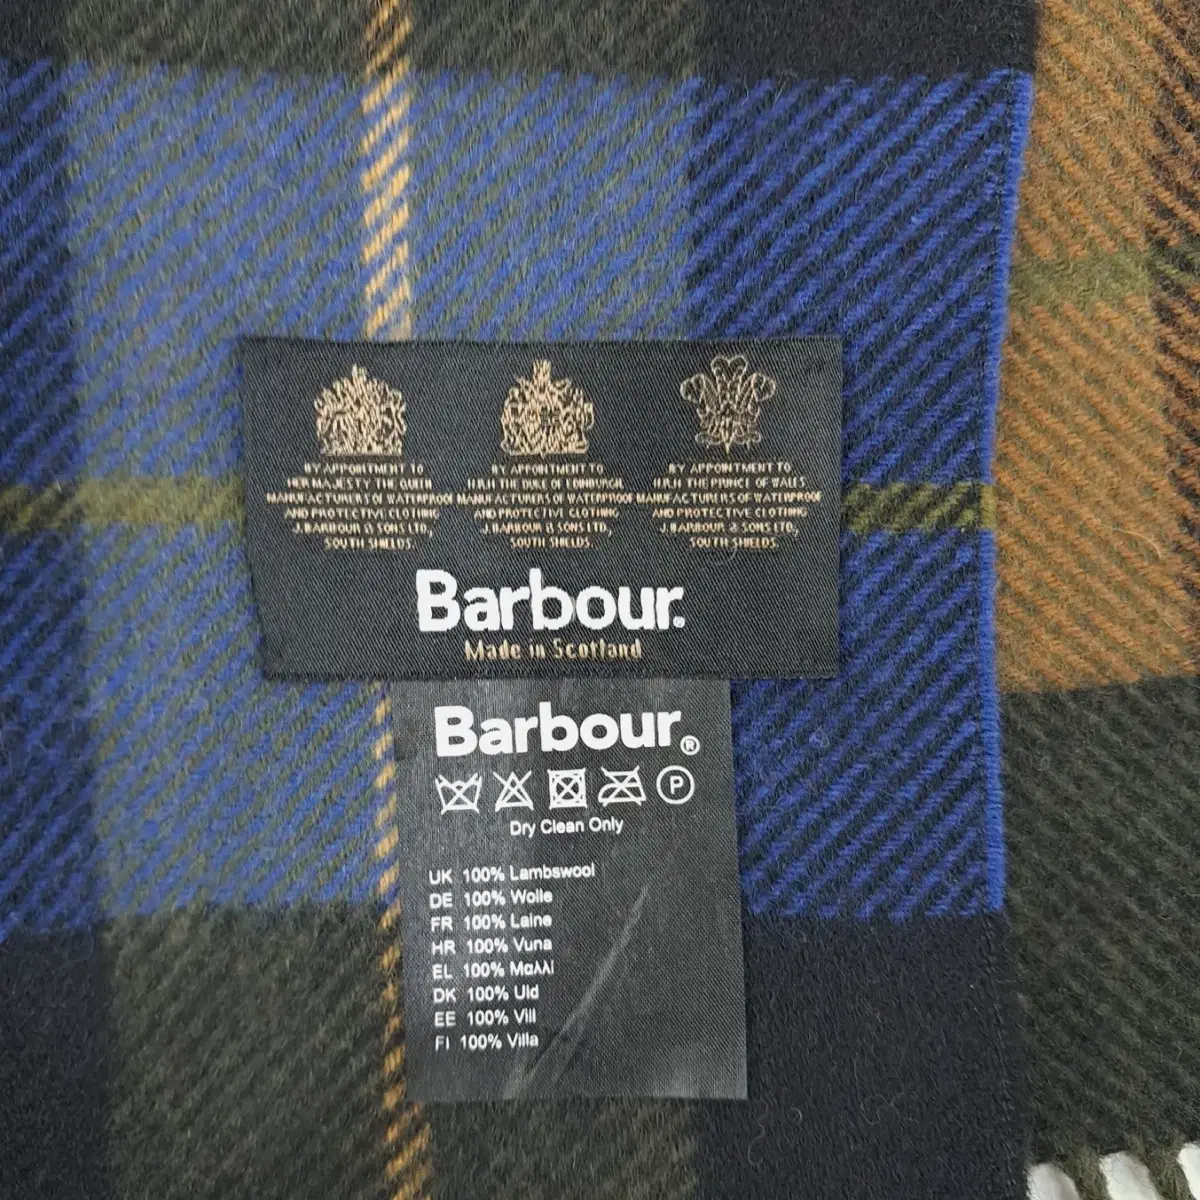 BY APPOINTMENT TO
HER MAJESTY THE QUEEN
MANUFACTURERS OF WATERPROOF
AND PROTECTIVE CLOTHING
J.BARBOUR & SONS LTD,
SOUTH SHIELDS.
BY APPOINTMENT TO
H.R.H THE DUKE OF EDINBURGH
MANUFACTURERS OF WATERPROOF
AND PROTECTIVE CLOTHING
J.BARBOUR & SONS LTD,
SOUTH SHIELDS.
BY APPOINTMENT TO
H.R.H THE PRINCE OF WALES
MANUFACTURERS OF WATERPROOF
AND PROTECTIVE CLOTHING
J.BARBOUR & SONS LTD,
SOUTH SHIELDS.
Barbour.
Made in Scotland
Barbour®
P
Dry Clean Only
UK 100% Lambswool
DE 100% Wolle
FR 100% Laine
HR 100% Vuna
EL 100% Μαλλί
DK 100% Uld
EE 100% Vill
FI 100% Villa